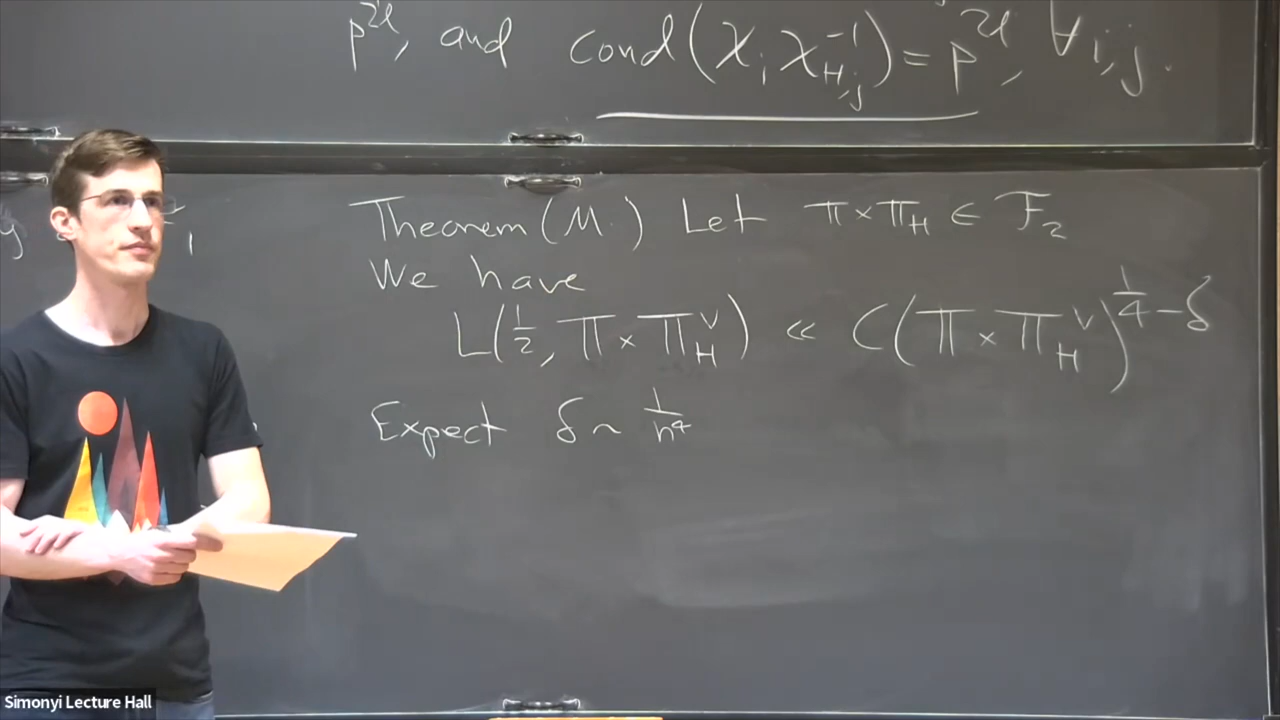 p^{2l}, and cond(χ_i χ_{H,j}^{-1}) = p^{2l}, ∀i,j.
Theorem (M.) Let π×π_H ∈ F_2
We have
L(1/2, π×π_H^∨) ≪ C(π×π_H^∨)^{1/4-δ}
Expect δ ~ 1/n^4
Simonyi Lecture Hall